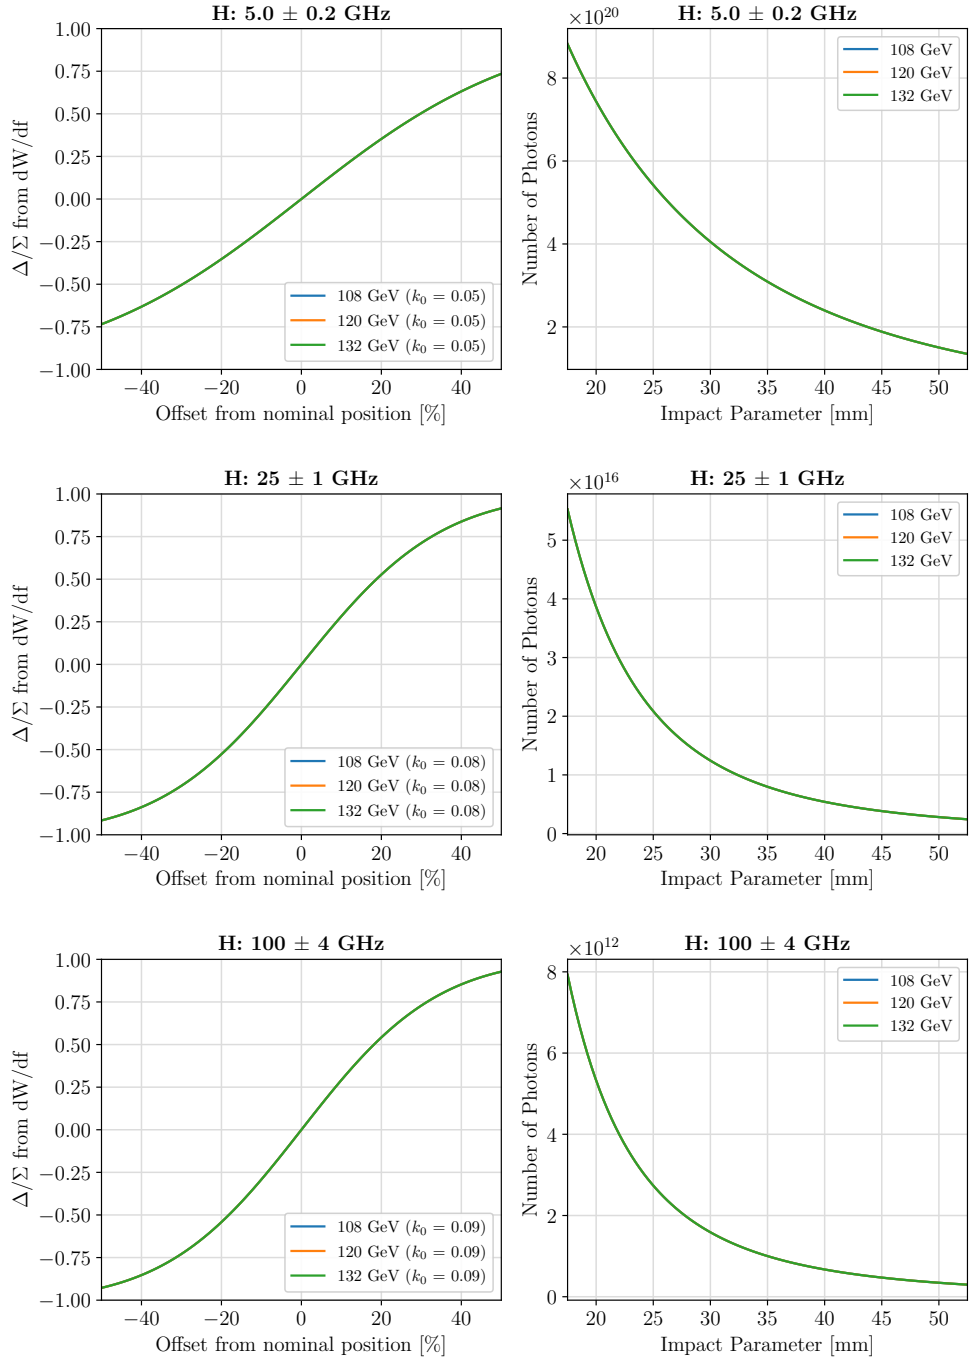 H: 5.0 ± 0.2 GHz
1.00
0.75
0.50
0.25
0.00
−0.25
−0.50
−0.75
−1.00
Δ/Σ from dW/df
108 GeV (k₀ = 0.05)
120 GeV (k₀ = 0.05)
132 GeV (k₀ = 0.05)
−40 −20 0 20 40
Offset from nominal position [%]
H: 5.0 ± 0.2 GHz
×10²⁰
8
6
4
2
Number of Photons
108 GeV
120 GeV
132 GeV
20 25 30 35 40 45 50
Impact Parameter [mm]
H: 25 ± 1 GHz
1.00
0.75
0.50
0.25
0.00
−0.25
−0.50
−0.75
−1.00
Δ/Σ from dW/df
108 GeV (k₀ = 0.08)
120 GeV (k₀ = 0.08)
132 GeV (k₀ = 0.08)
−40 −20 0 20 40
Offset from nominal position [%]
H: 25 ± 1 GHz
×10¹⁶
5
4
3
2
1
0
Number of Photons
108 GeV
120 GeV
132 GeV
20 25 30 35 40 45 50
Impact Parameter [mm]
H: 100 ± 4 GHz
1.00
0.75
0.50
0.25
0.00
−0.25
−0.50
−0.75
−1.00
Δ/Σ from dW/df
108 GeV (k₀ = 0.09)
120 GeV (k₀ = 0.09)
132 GeV (k₀ = 0.09)
−40 −20 0 20 40
Offset from nominal position [%]
H: 100 ± 4 GHz
×10¹²
8
6
4
2
0
Number of Photons
108 GeV
120 GeV
132 GeV
20 25 30 35 40 45 50
Impact Parameter [mm]